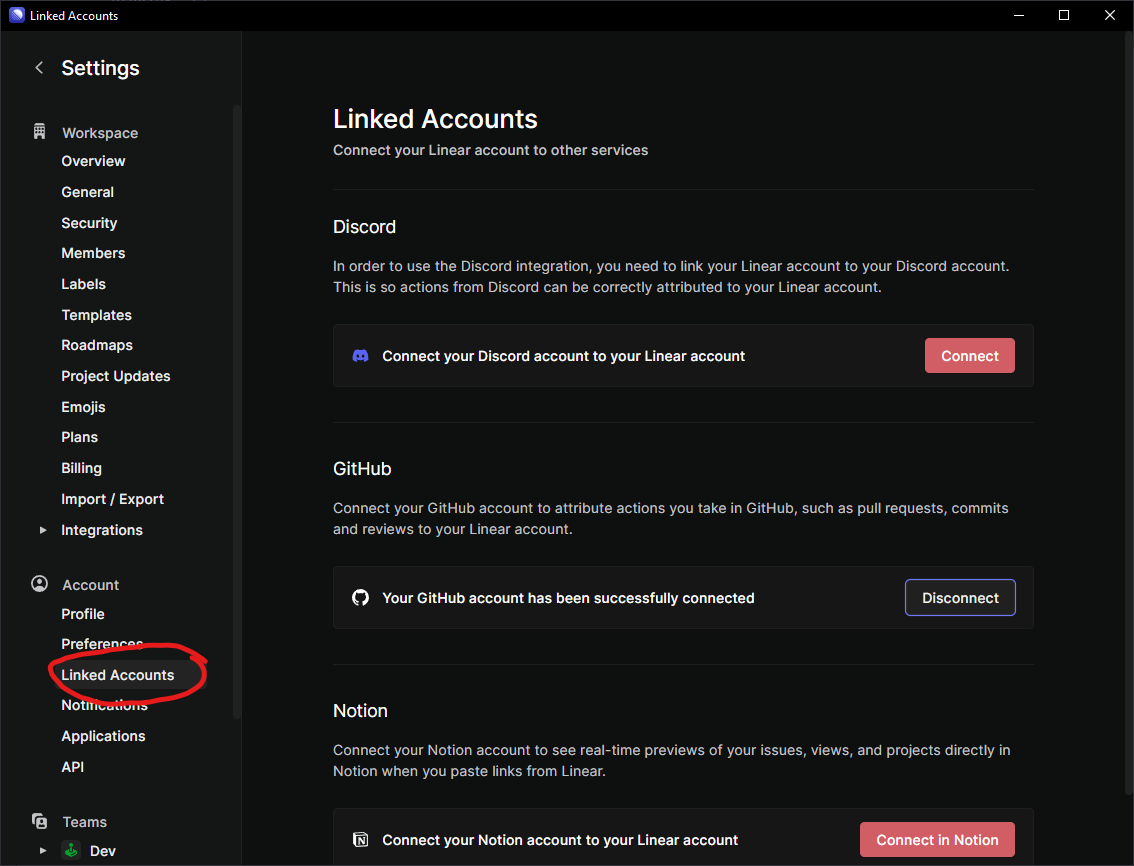 Linked Accounts
Settings
Workspace
Overview
General
Security
Members
Labels
Templates
Roadmaps
Project Updates
Emojis
Plans
Billing
Import / Export
Integrations
Account
Profile
Preferences
Linked Accounts
Notifications
Applications
API
Teams
Dev
Linked Accounts
Connect your Linear account to other services
Discord
In order to use the Discord integration, you need to link your Linear account to your Discord account.
This is so actions from Discord can be correctly attributed to your Linear account.
Connect your Discord account to your Linear account
Connect
GitHub
Connect your GitHub account to attribute actions you take in GitHub, such as pull requests, commits
and reviews to your Linear account.
Your GitHub account has been successfully connected
Disconnect
Notion
Connect your Notion account to see real-time previews of your issues, views, and projects directly in
Notion when you paste links from Linear.
Connect your Notion account to your Linear account
Connect in Notion